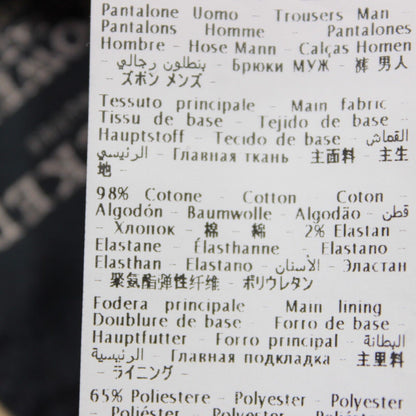 Pantalone Uomo - Trousers Man -
Pantalons Homme - Pantalones
Hombre - Hose Mann - Calças Homen
- بنطلون رجالي - Брюки МУЖ - 裤 男人
- ズボン メンズ -
Tessuto principale - Main fabric -
Tissu de base - Tejido de base -
Hauptstoff - Tecido de base - القماش
الرئيسي - Главная ткань - 主面料 - 主生
地 -
98% Cotone - Cotton - Coton -
Algodón - Baumwolle - Algodão - قطن
- Хлопок - 棉 - 綿 - 2% Elastan -
Elastane - Élasthanne - Elastano -
Elasthan - Elastano - الأستان - Эластан
- 聚氨酯弹性纤维 - ポリウレタン
Fodera principale - Main lining -
Doublure de base - Forro de base -
Hauptfutter - Forro principal - البطانة
الرئيسية - Главная подкладка - 主里料
- ライニング -
65% Poliestere - Polyester - Polyester
- Poliéster - Polyester - Poliéster